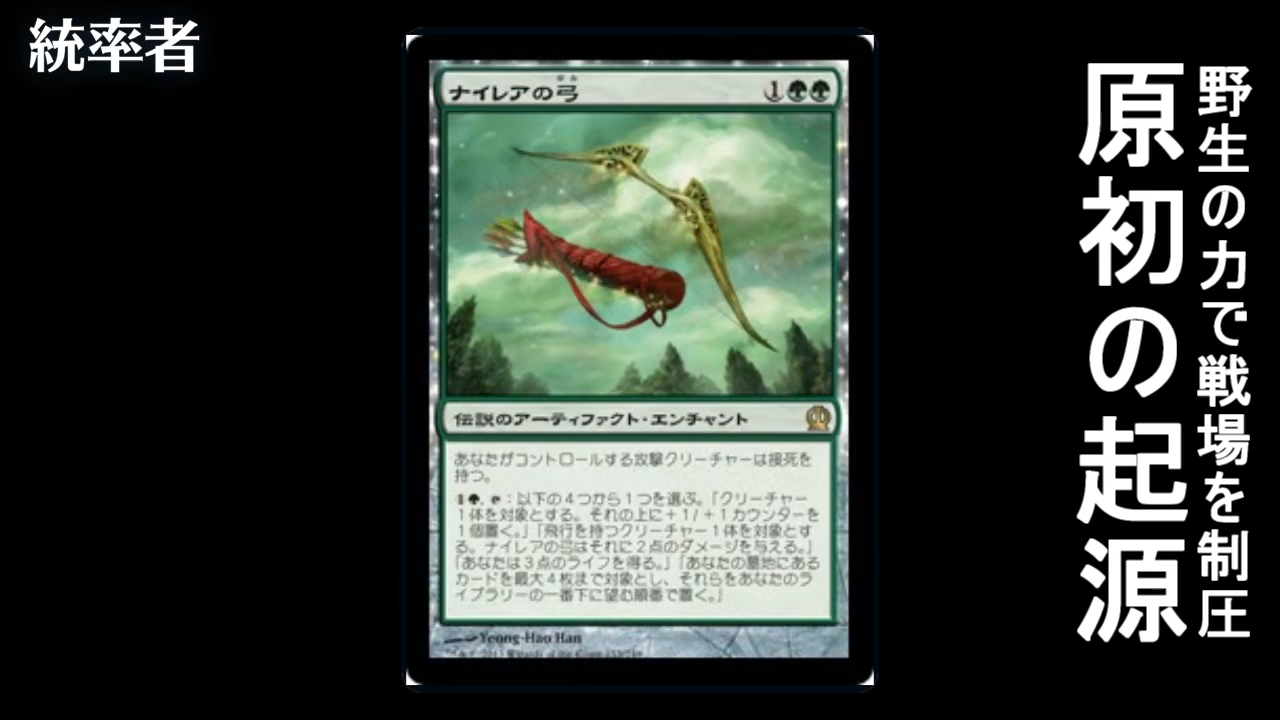 統率者
野生の力で戦場を制圧
原初の起源
ナイレアの弓
ゆみ
1
伝説のアーティファクト・エンチャント
あなたがコントロールする攻撃クリーチャーは接死を
持つ。
：以下の4つから1つを選ぶ。「クリーチャー
1体を対象とする。それの上に+1/+1カウンターを
1個置く。」「飛行を持つクリーチャー1体を対象とす
る。ナイレアの弓はそれに2点のダメージを与える。」
「あなたは3点のライフを得る。」「あなたの墓地にある
カードを最大4枚まで対象とし、それらをあなたのラ
イブラリーの一番下に望む順番で置く。」
Yeong-Hao Han